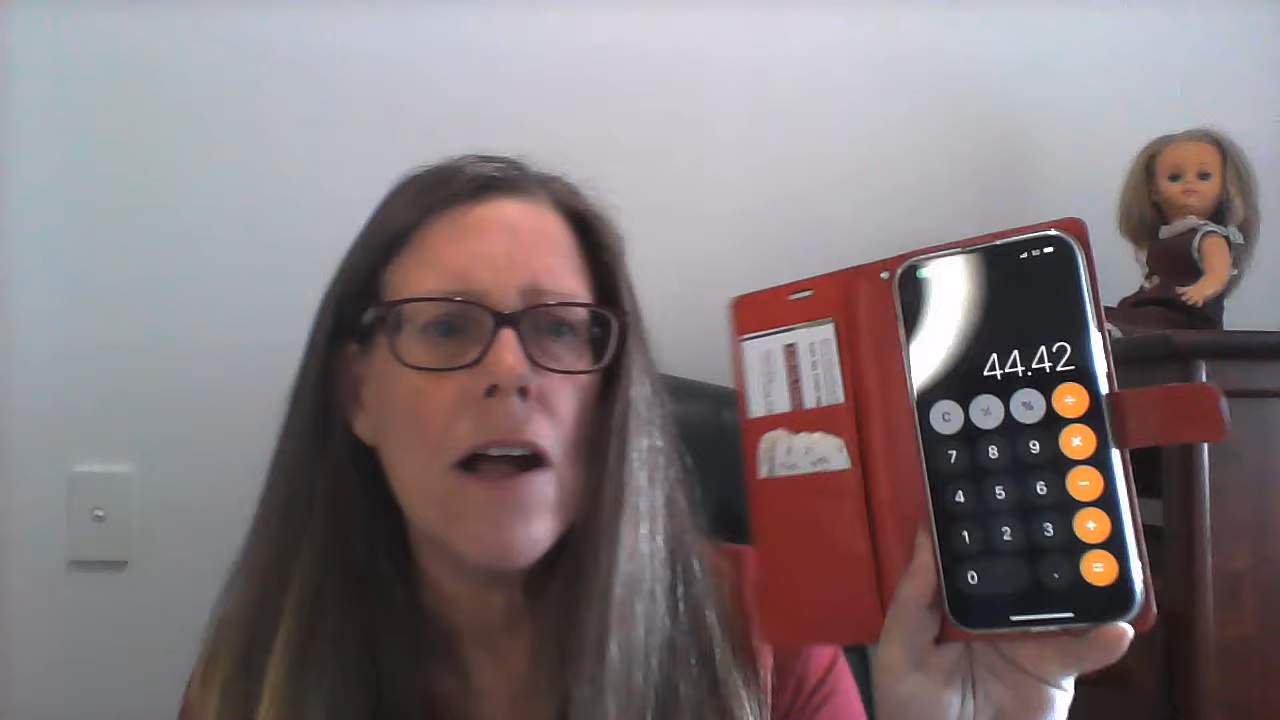 44.42
C ⁺⁄₋ % ÷
7 8 9 ×
4 5 6 −
1 2 3 +
0 . =